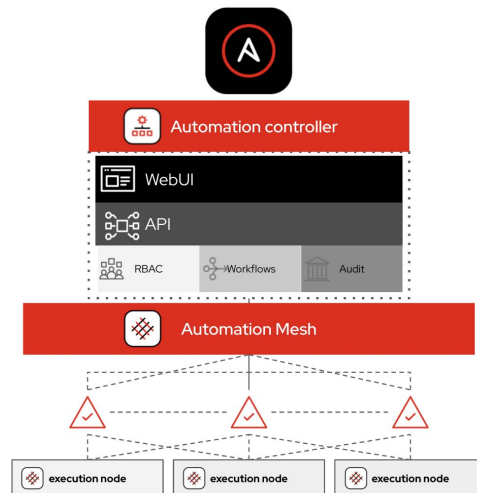 Automation controller
WebUI
API
RBAC
Workflows
Audit
Automation Mesh
execution node
execution node
execution node